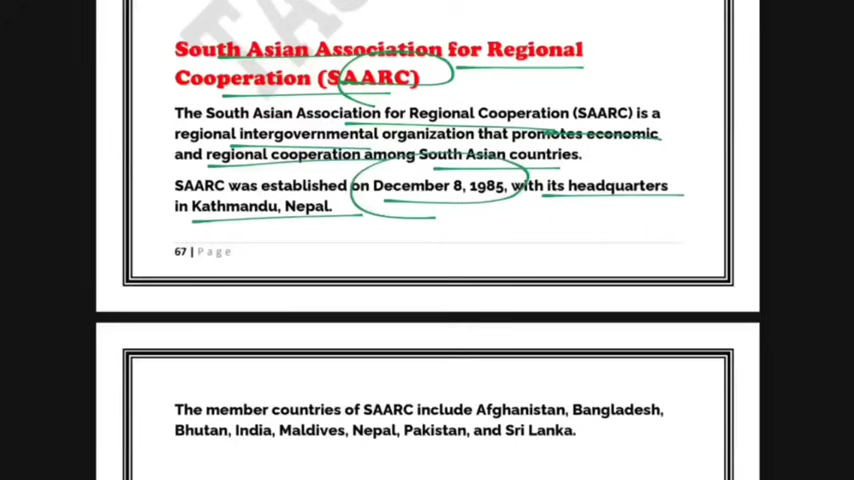 South Asian Association for Regional
Cooperation (SAARC)
The South Asian Association for Regional Cooperation (SAARC) is a
regional intergovernmental organization that promotes economic
and regional cooperation among South Asian countries.
SAARC was established on December 8, 1985, with its headquarters
in Kathmandu, Nepal.
67 | Page
The member countries of SAARC include Afghanistan, Bangladesh,
Bhutan, India, Maldives, Nepal, Pakistan, and Sri Lanka.